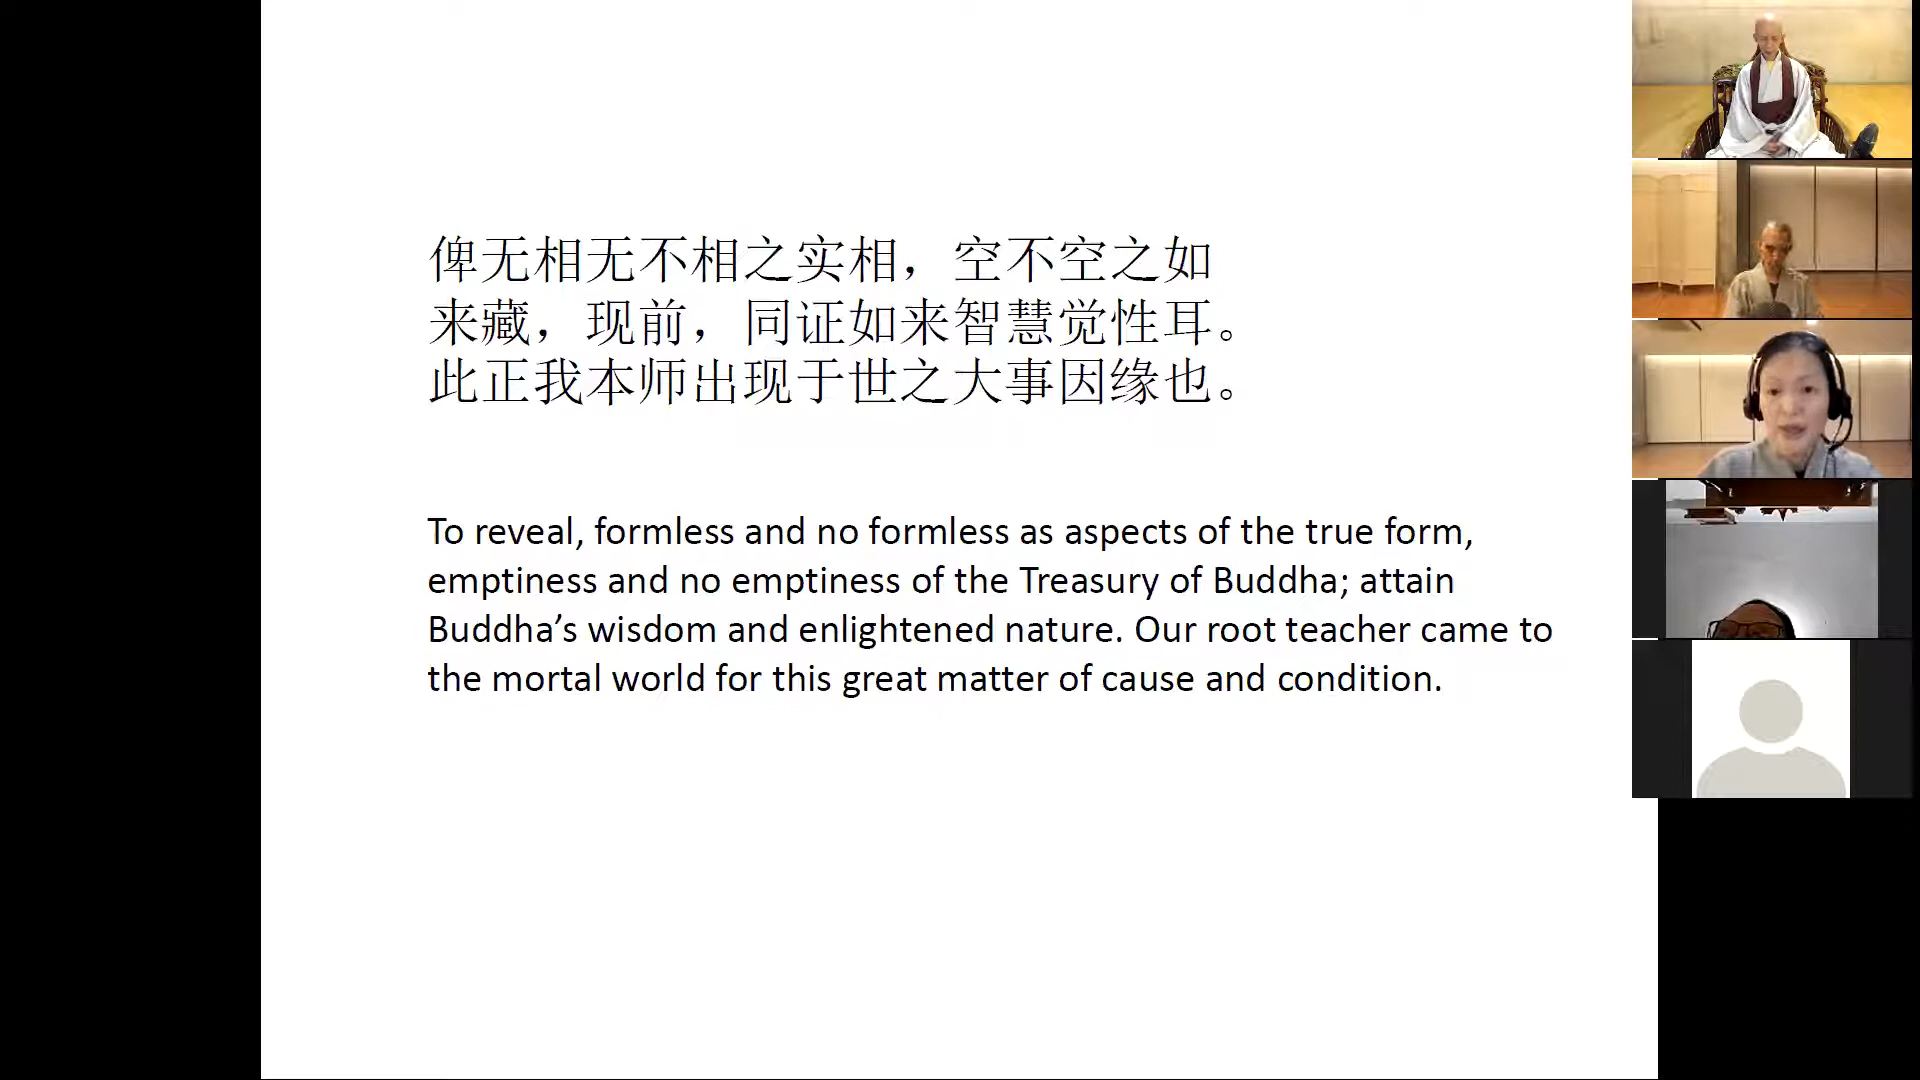 俾无相无不相之实相，空不空之如
来藏，现前，同证如来智慧觉性耳。
此正我本师出现于世之大事因缘也。
To reveal, formless and no formless as aspects of the true form,
emptiness and no emptiness of the Treasury of Buddha; attain
Buddha’s wisdom and enlightened nature. Our root teacher came to
the mortal world for this great matter of cause and condition.